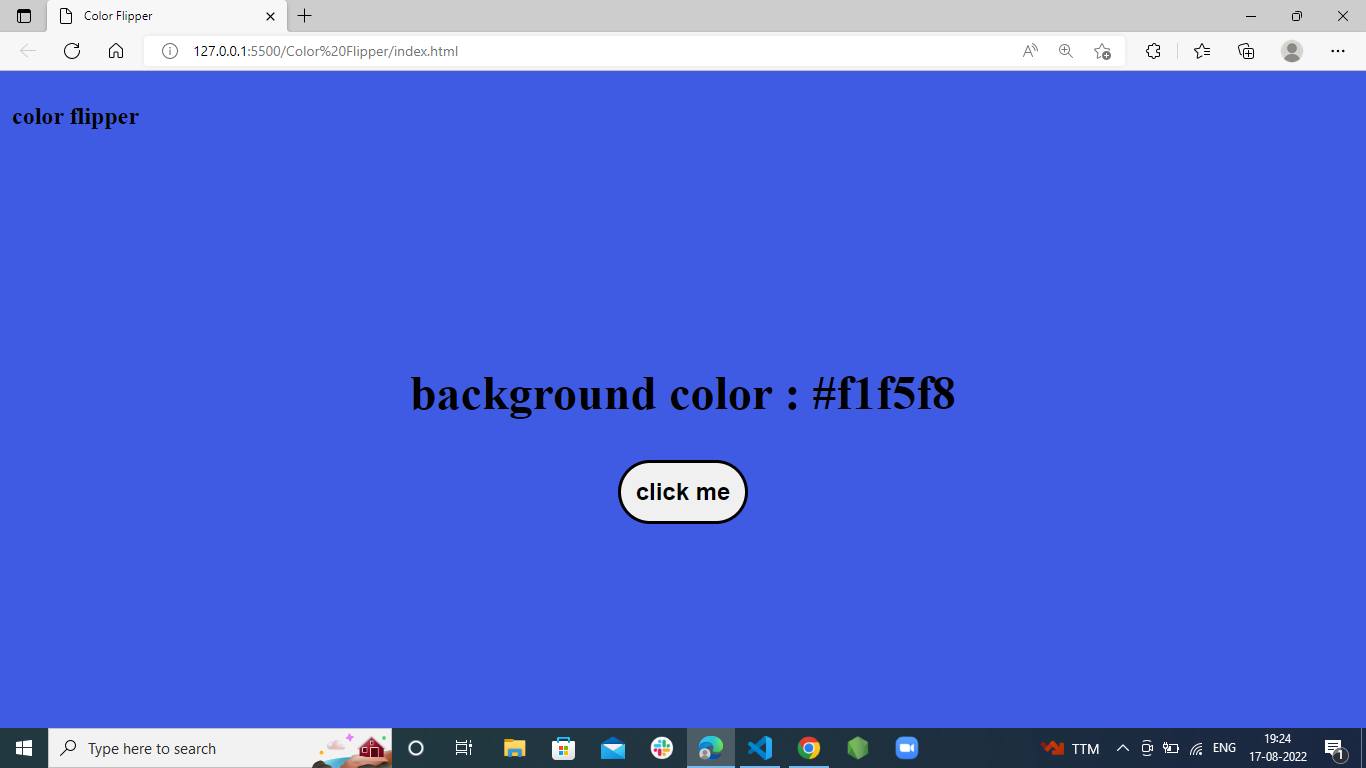 Color Flipper
127.0.0.1:5500/Color%20Flipper/index.html
color flipper
background color : #f1f5f8
click me
Type here to search
TTM
ENG
19:24
17-08-2022
1